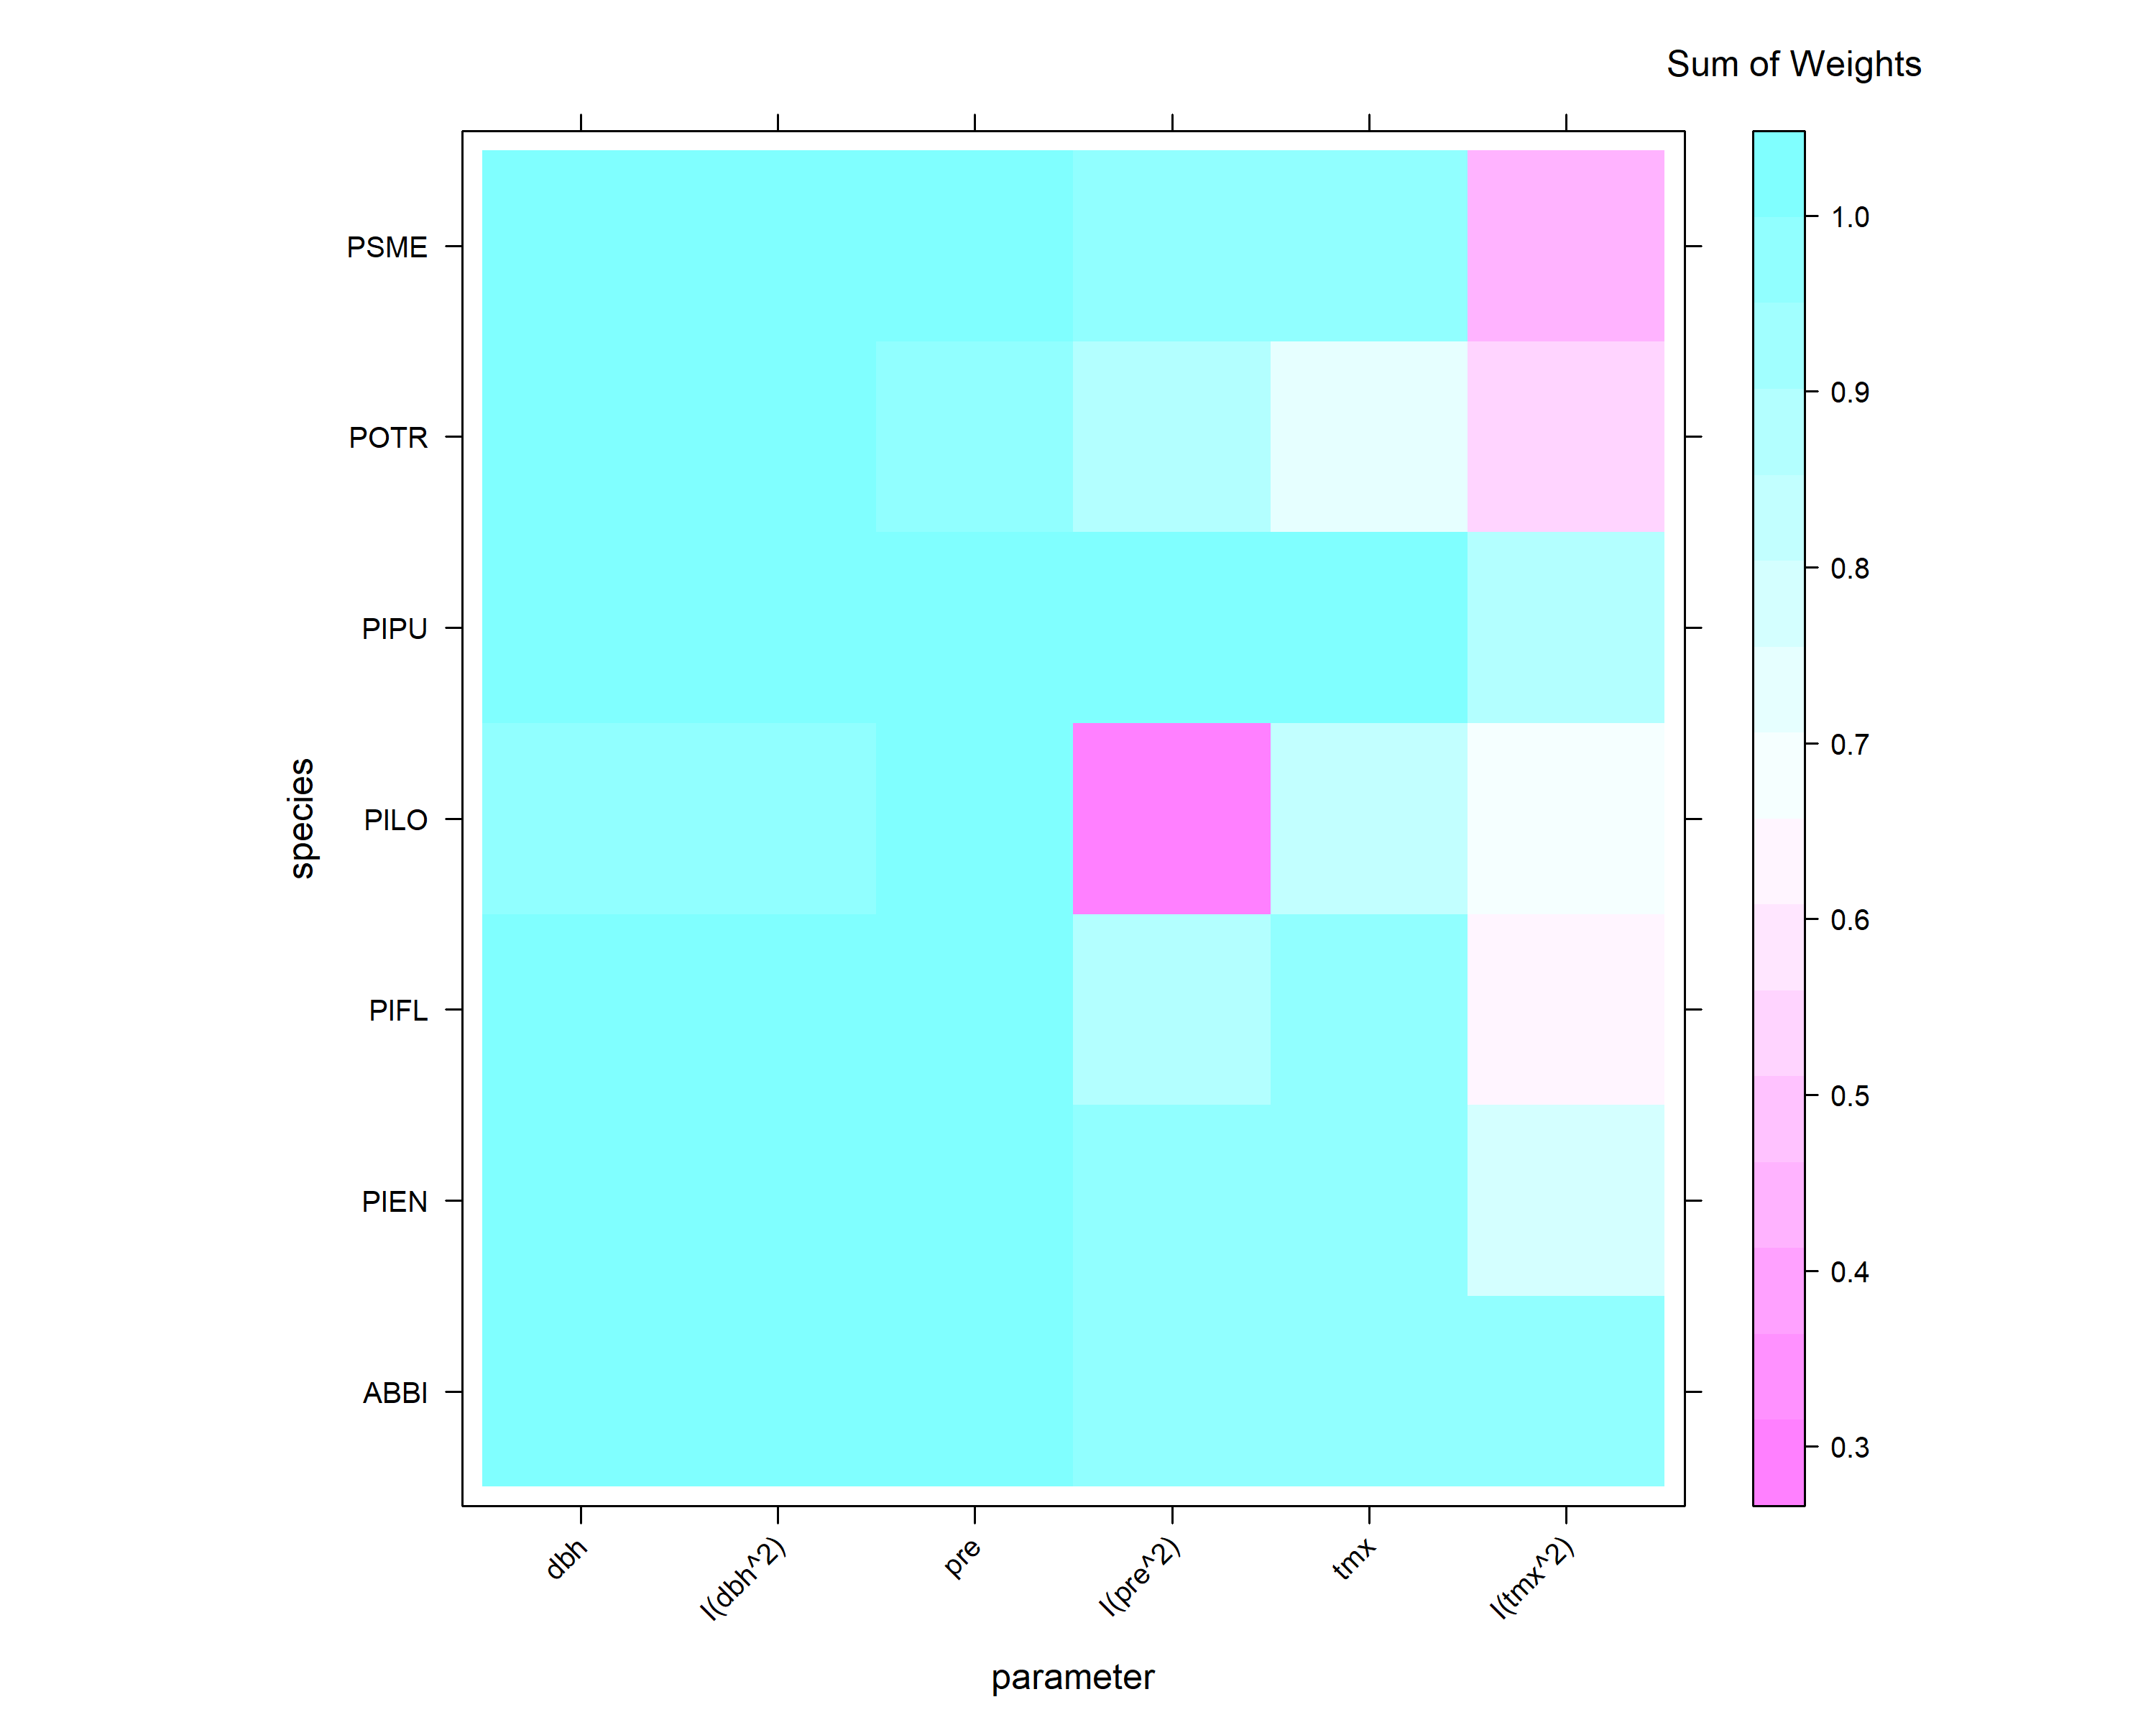 Sum of Weights
PSME
POTR
PIPU
PILO
PIFL
PIEN
ABBI
species
dbh
I(dbh^2)
pre
I(pre^2)
tmx
I(tmx^2)
parameter
1.0
0.9
0.8
0.7
0.6
0.5
0.4
0.3